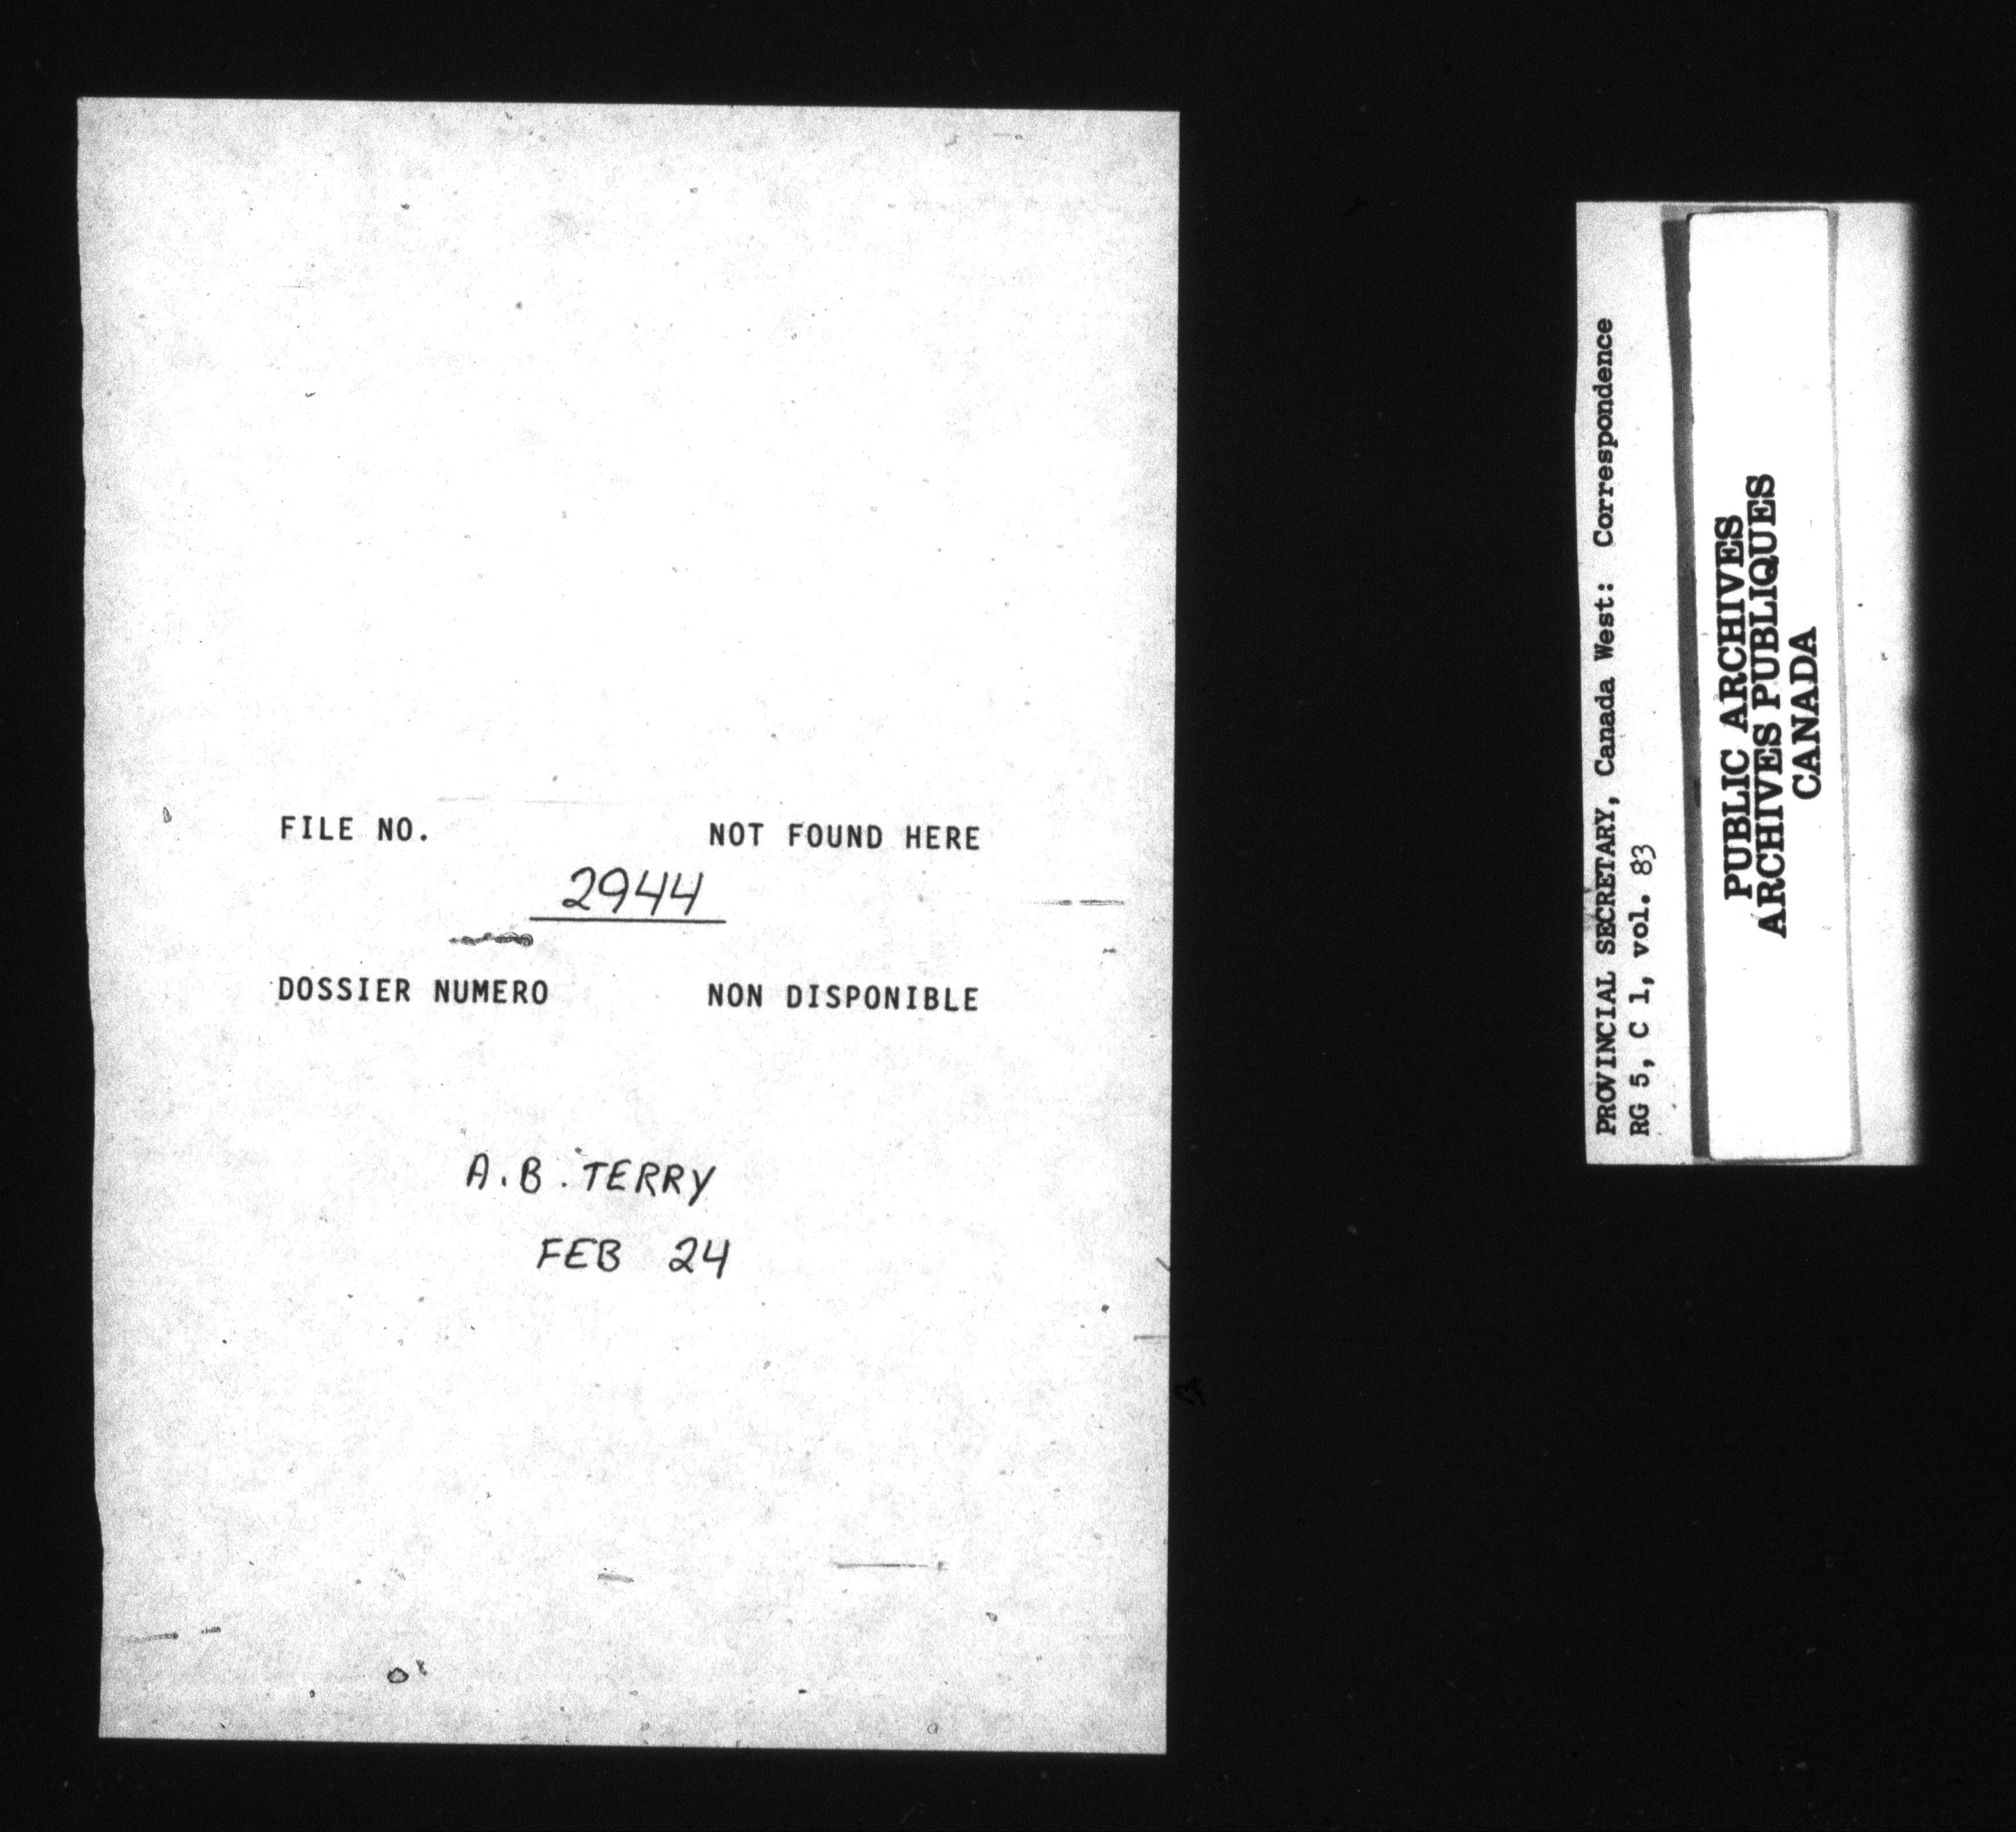 FILE NO. NOT FOUND HERE
2944
DOSSIER NUMERO NON DISPONIBLE
A.B. TERRY
FEB 24
PROVINCIAL SECRETARY, Canada West: Correspondence
RG 5, C 1, vol. 83
PUBLIC ARCHIVES
ARCHIVES PUBLIQUES
CANADA